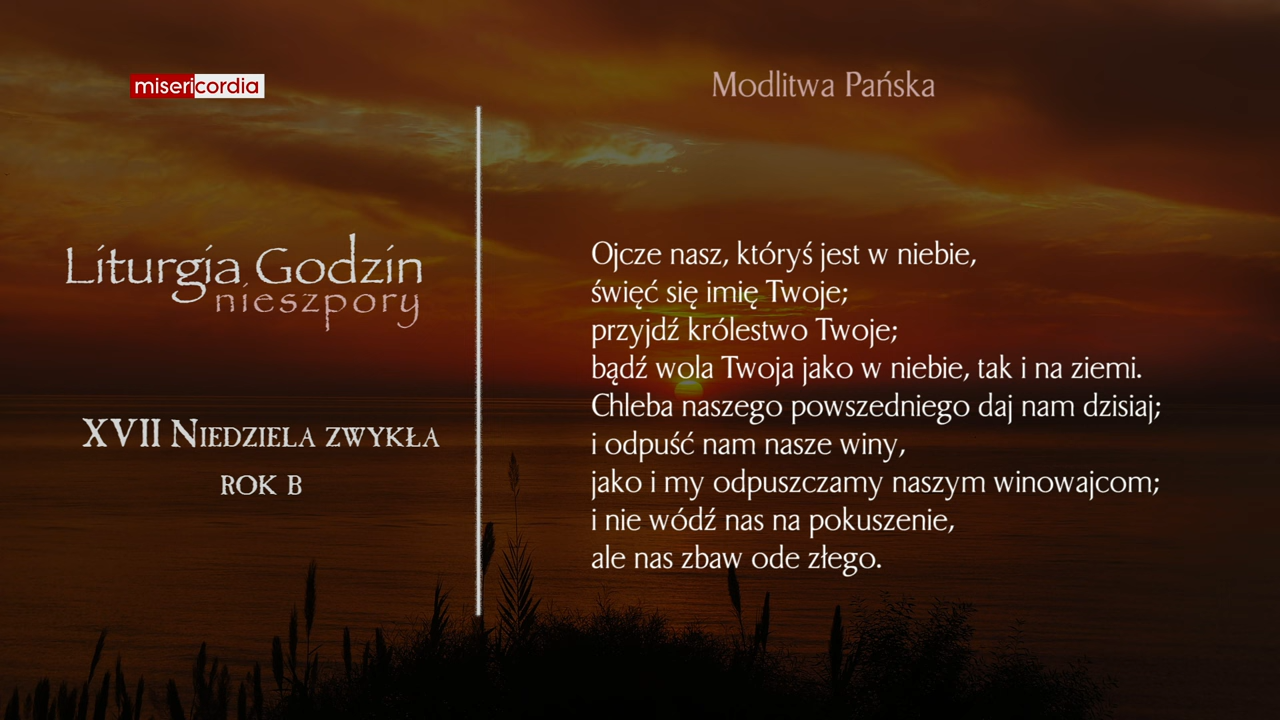 misericordia
Liturgia Godzin
nieszpory
XVII Niedziela zwykła
rok B
Modlitwa Pańska
Ojcze nasz, któryś jest w niebie,
święć się imię Twoje;
przyjdź królestwo Twoje;
bądź wola Twoja jako w niebie, tak i na ziemi.
Chleba naszego powszedniego daj nam dzisiaj;
i odpuść nam nasze winy,
jako i my odpuszczamy naszym winowajcom;
i nie wódź nas na pokuszenie,
ale nas zbaw ode złego.